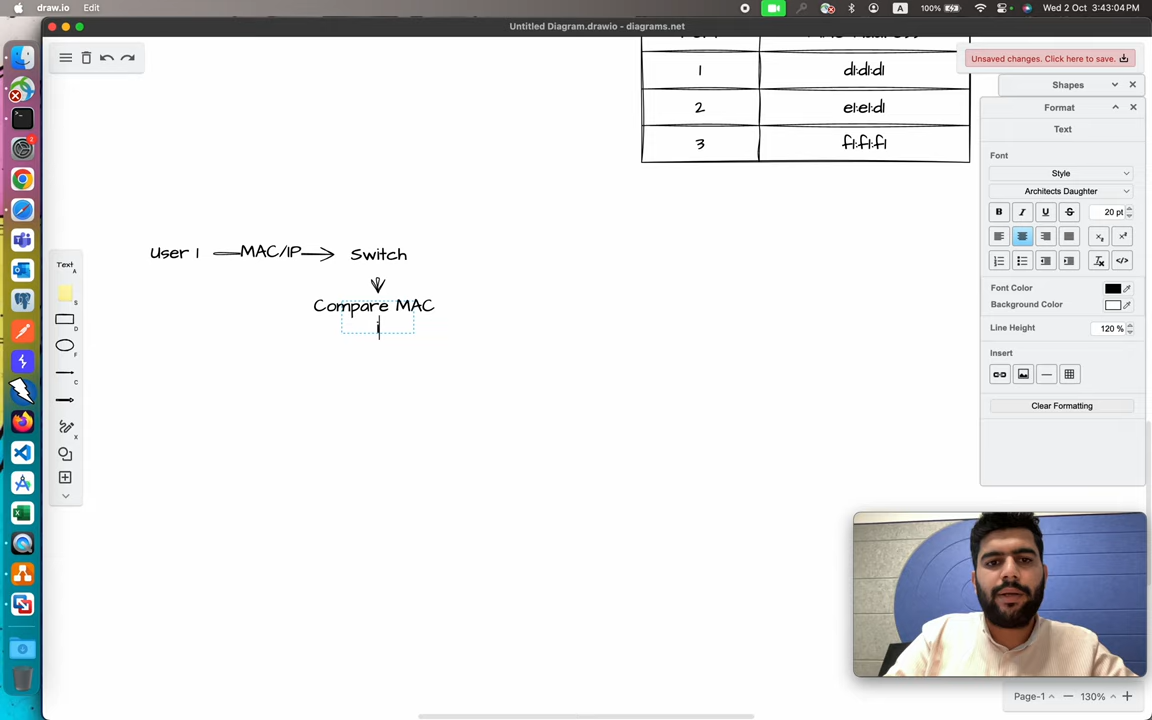 draw.io Edit
A 100% Wed 2 Oct 3:43:04 PM
Untitled Diagram.drawio - diagrams.net
Unsaved changes. Click here to save.
1 d1:d1:d1
2 e1:e1:d1
3 f1:f1:f1
Shapes
Format
Text
Font
Style
Architects Daughter
B I U S 20 pt
Font Color
Background Color
Line Height 120 %
Insert
Clear Formatting
Text
A
S
D
F
C
X
User 1 MAC/IP Switch
Compare MAC
i
Page-1 130%